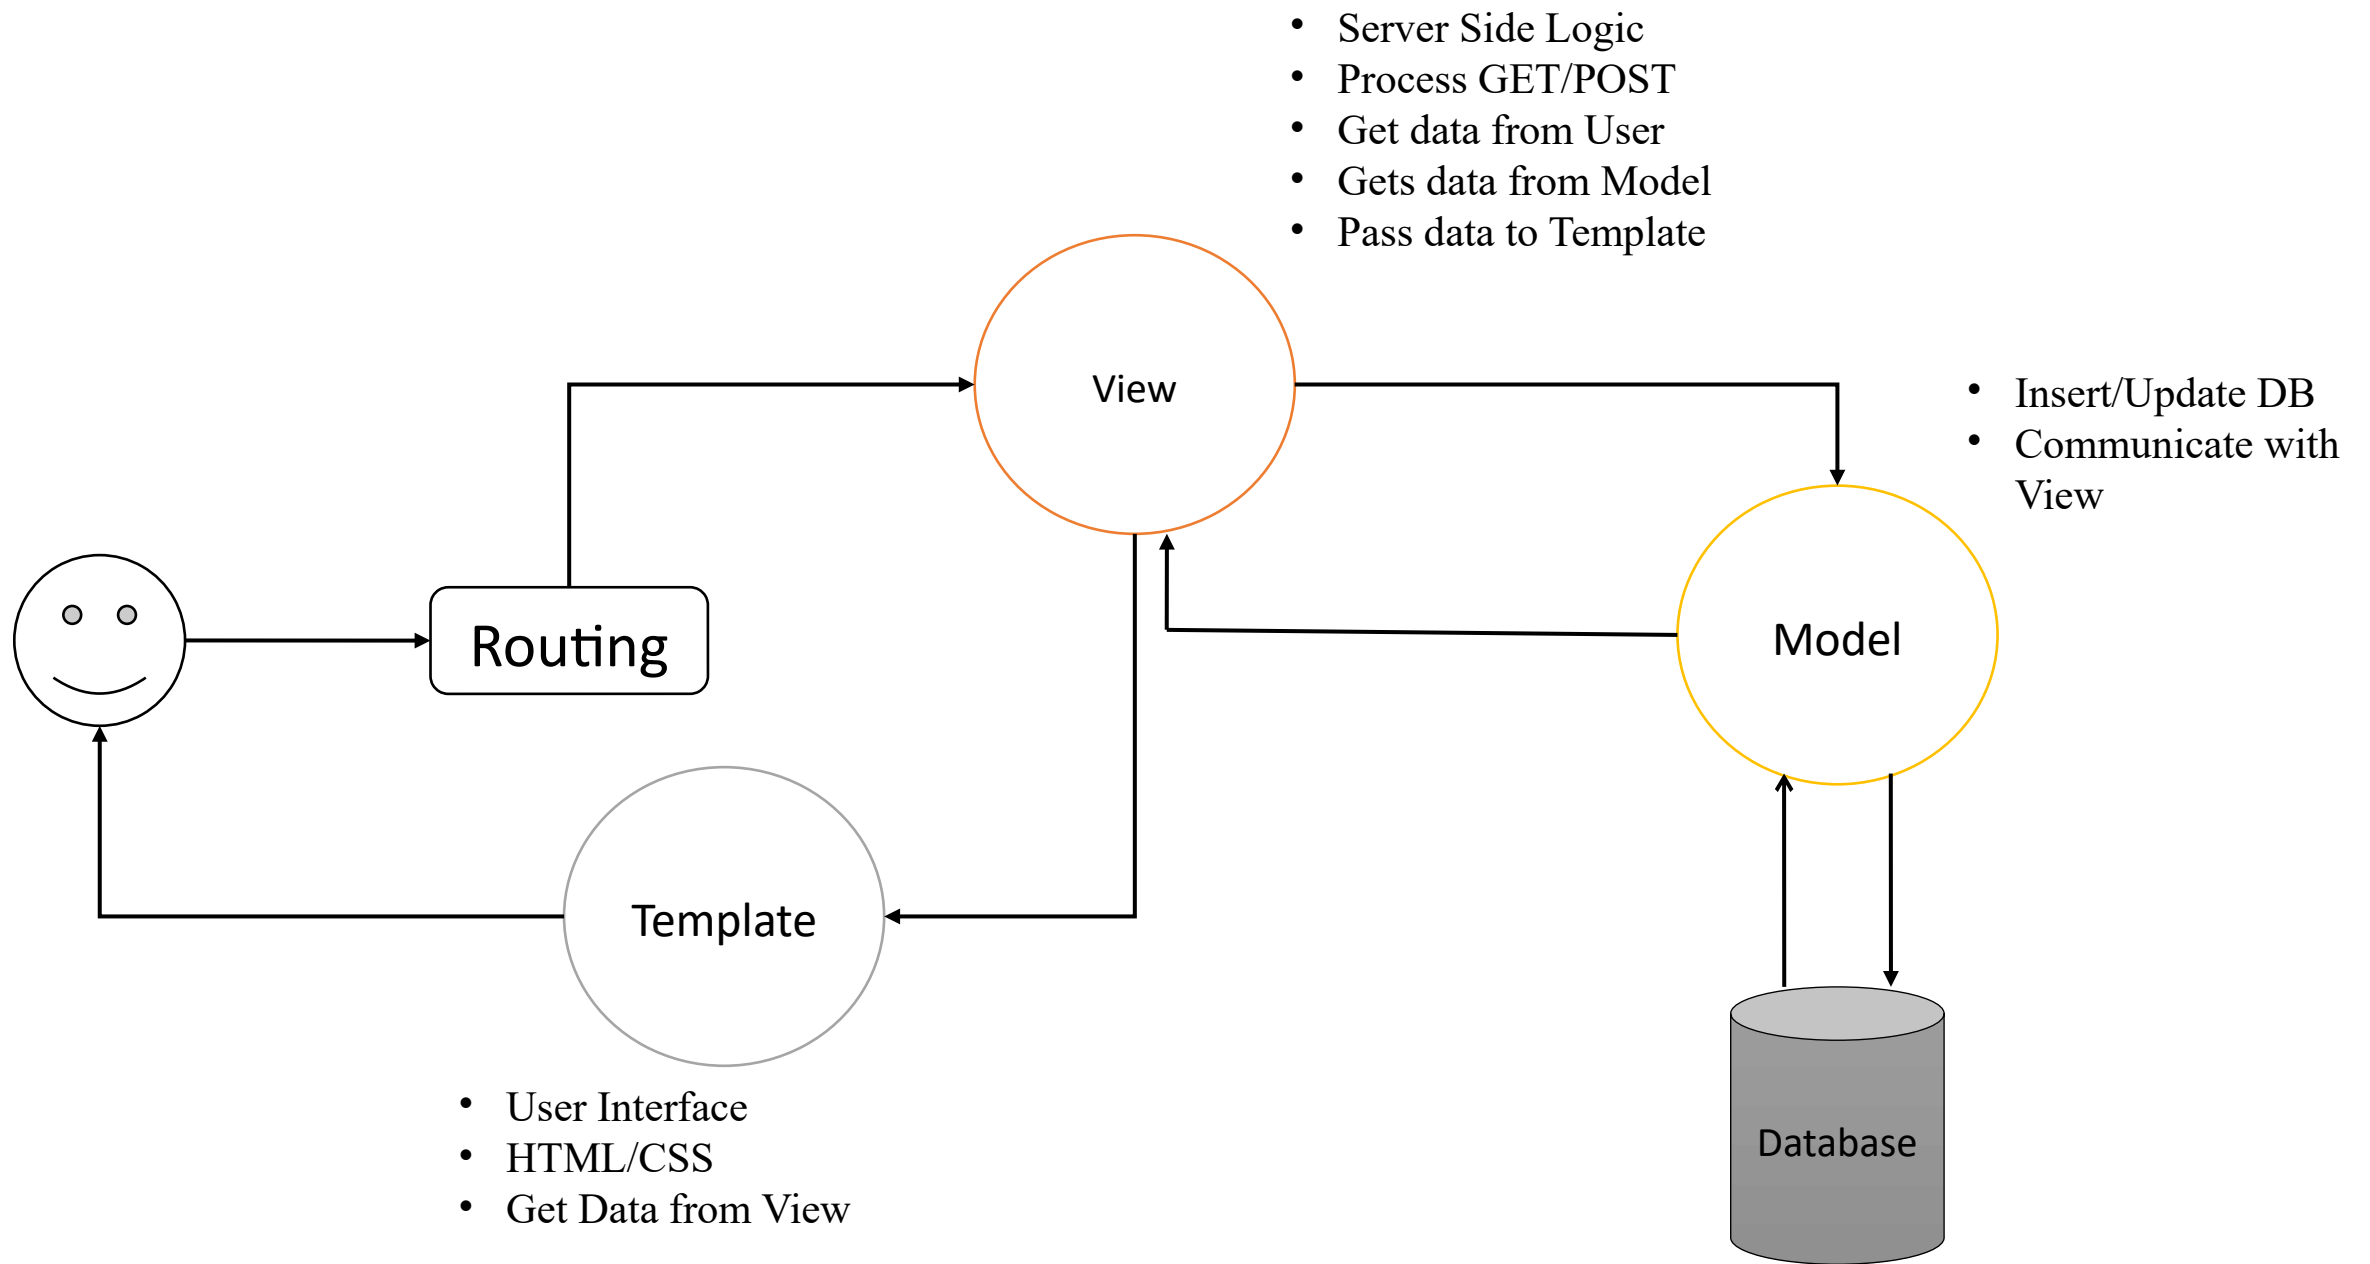 • Server Side Logic
• Process GET/POST
• Get data from User
• Gets data from Model
• Pass data to Template
View
• Insert/Update DB
• Communicate with
View
Routing
Model
Template
• User Interface
• HTML/CSS
• Get Data from View
Database